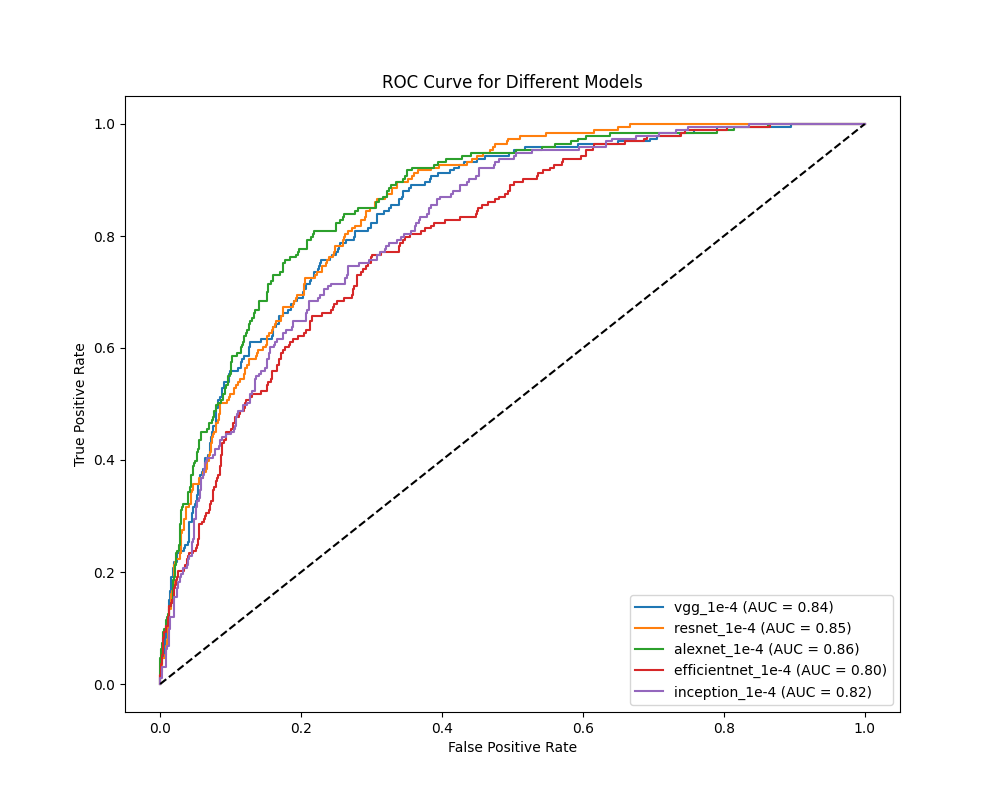 ROC Curve for Different Models
True Positive Rate
1.0
0.8
0.6
0.4
0.2
0.0
vgg_1e-4 (AUC = 0.84)
resnet_1e-4 (AUC = 0.85)
alexnet_1e-4 (AUC = 0.86)
efficientnet_1e-4 (AUC = 0.80)
inception_1e-4 (AUC = 0.82)
0.0 0.2 0.4 0.6 0.8 1.0
False Positive Rate